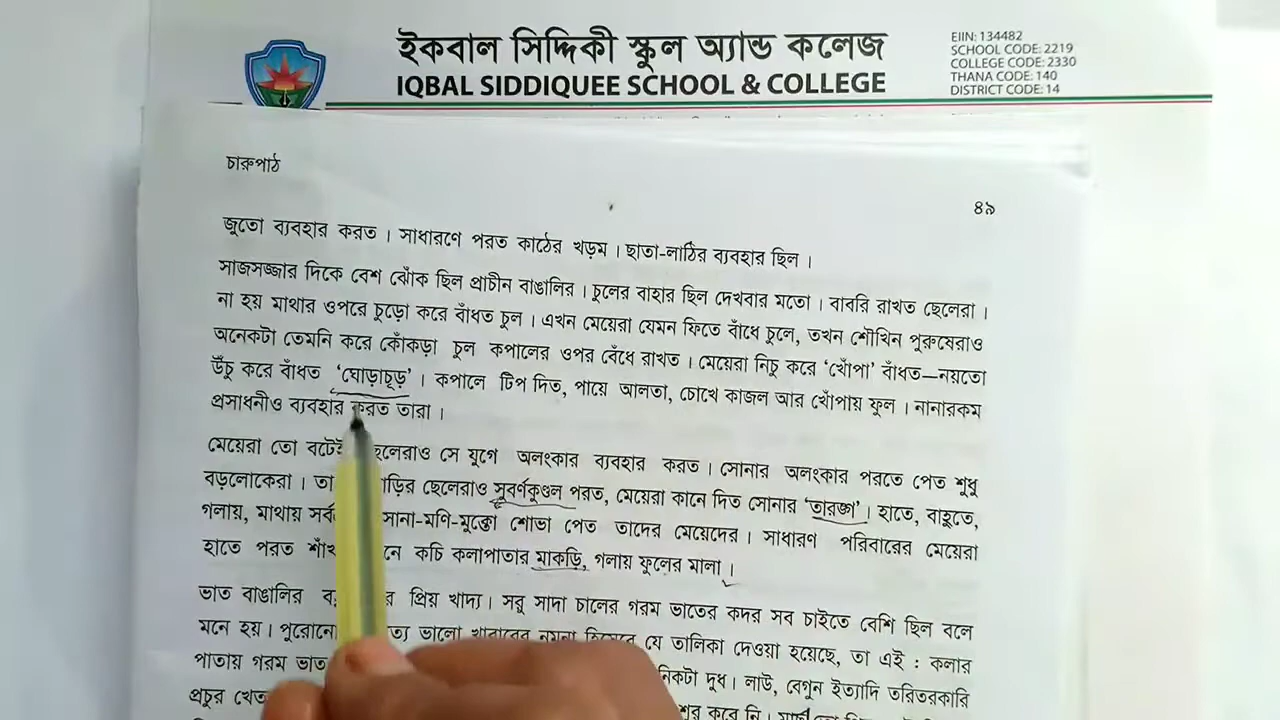 ইকবাল সিদ্দিকী স্কুল অ্যান্ড কলেজ
IQBAL SIDDIQUEE SCHOOL & COLLEGE
EIIN: 134482
SCHOOL CODE: 2219
COLLEGE CODE: 2330
THANA CODE: 140
DISTRICT CODE: 14
চারুপাঠ
৪৯
জুতো ব্যবহার করত। সাধারণে পরত কাঠের খড়ম। ছাতা-লাঠির ব্যবহার ছিল।
সাজসজ্জার দিকে বেশ ঝোঁক ছিল প্রাচীন বাঙালির। চুলের বাহার ছিল দেখবার মতো। বাবরি রাখত ছেলেরা।
না হয় মাথার ওপরে চুড়ো করে বাঁধত চুল। এখন মেয়েরা যেমন ফিতে বাঁধে চুলে, তখন শৌখিন পুরুষেরাও
অনেকটা তেমনি করে কোঁকড়া চুল কপালের ওপর বেঁধে রাখত। মেয়েরা নিচু করে ‘খোঁপা’ বাঁধত—নয়তো
উঁচু করে বাঁধত ‘ঘোড়াচূড়’। কপালে টিপ দিত, পায়ে আলতা, চোখে কাজল আর খোঁপায় ফুল। নানারকম
প্রসাধনীও ব্যবহার করত তারা।
মেয়েরা তো বটেই ছেলেরাও সে যুগে অলংকার ব্যবহার করত। সোনার অলংকার পরতে পেত শুধু
বড়লোকেরা। ছেলেরাও সুবর্ণকুণ্ডল পরত, মেয়েরা কানে দিত সোনার ‘তারঙ্গ’। হাতে, বাহুতে,
গলায়, মাথায় সোনা-মণি-মুক্তো শোভা পেত তাদের মেয়েদের। সাধারণ পরিবারের মেয়েরা
হাতে পরত কচি কলাপাতার মাকড়ি, গলায় ফুলের মালা।
ভাত বাঙালির প্রিয় খাদ্য। সরু সাদা চালের গরম ভাতের কদর সব চাইতে বেশি ছিল বলে
মনে হয়। পুরোনো ভালো খাবারের নমুনা হিসেবে যে তালিকা দেওয়া হয়েছে, তা এই : কলার
পাতায় গরম ভাত দুধ। লাউ, বেগুন ইত্যাদি তরিতরকারি
প্রচুর